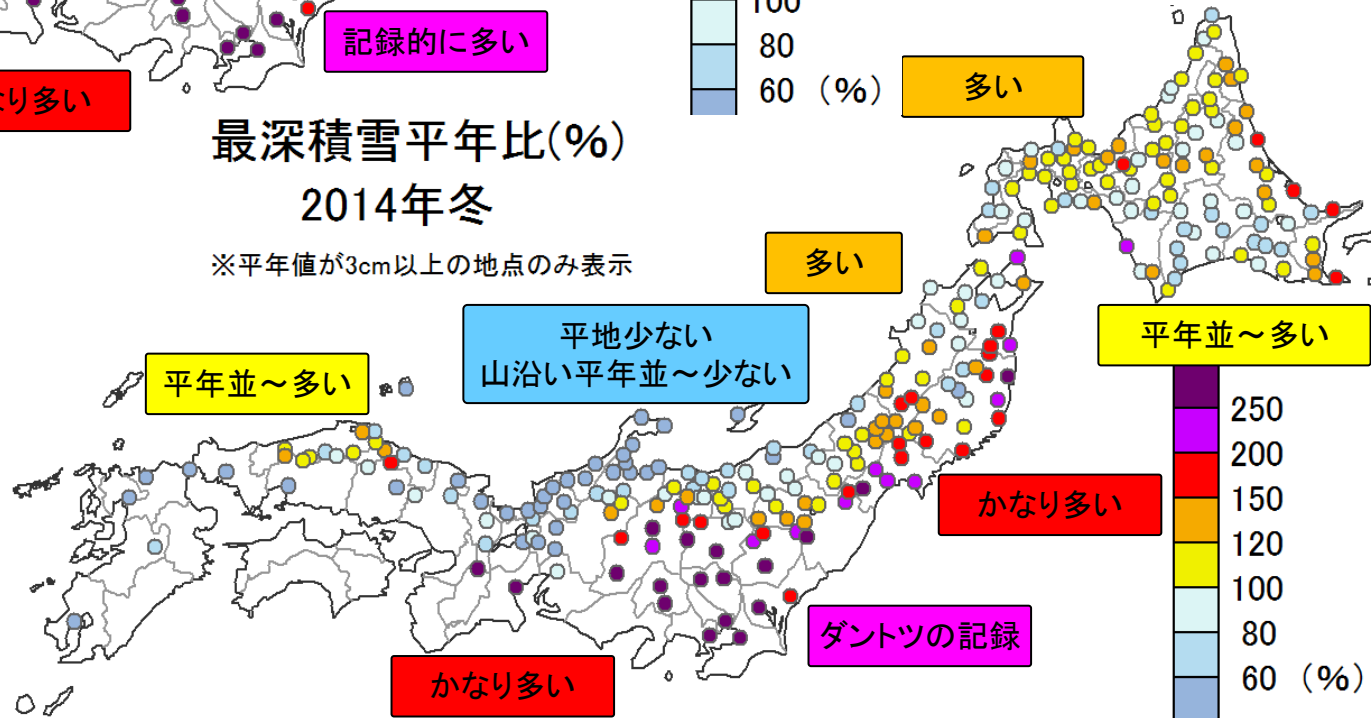 記録的に多い
100
80
60 (%)
なり多い
多い
最深積雪平年比(%)
2014年冬
※平年値が3cm以上の地点のみ表示
多い
平地少ない
山沿い平年並～少ない
平年並～多い
平年並～多い
250
200
150
120
100
80
60 (%)
かなり多い
ダントツの記録
かなり多い